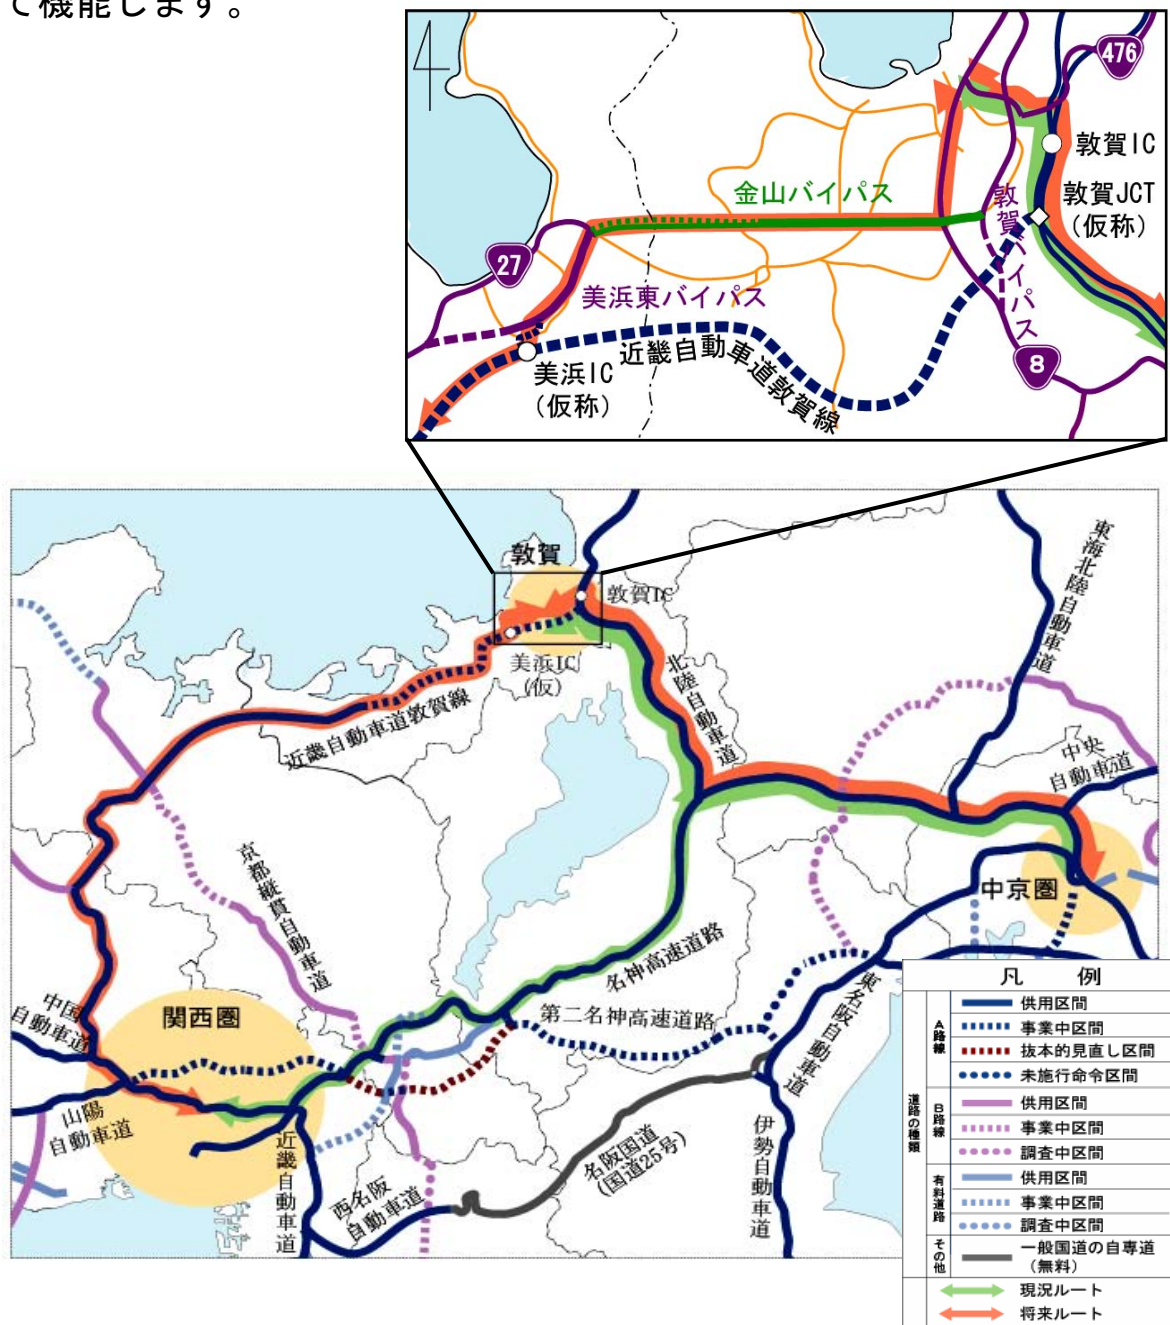 て機能します。
476
敦賀IC
敦賀JCT
(仮称)
金山バイパス
敦賀バイパス
27
美浜東バイパス
近畿自動車道敦賀線
美浜IC
(仮称)
8
敦賀
敦賀IC
美浜IC
(仮)
北陸自動車道
東海北陸自動車道
近畿自動車道敦賀線
中央
自動車道
京都縦貫自動車道
中京圏
名神高速道路
第二名神高速道路
東名阪自動車道
中国
自動車道
関西圏
山陽
自動車道
近畿自動車道
西名阪
自動車道
名阪国道
(国道25号)
伊勢自動車道
凡 例
道路の種類
A路線
供用区間
事業中区間
抜本的見直し区間
未施行命令区間
B路線
供用区間
事業中区間
調査中区間
有料道路
供用区間
事業中区間
調査中区間
その他
一般国道の自専道
(無料)
現況ルート
将来ルート